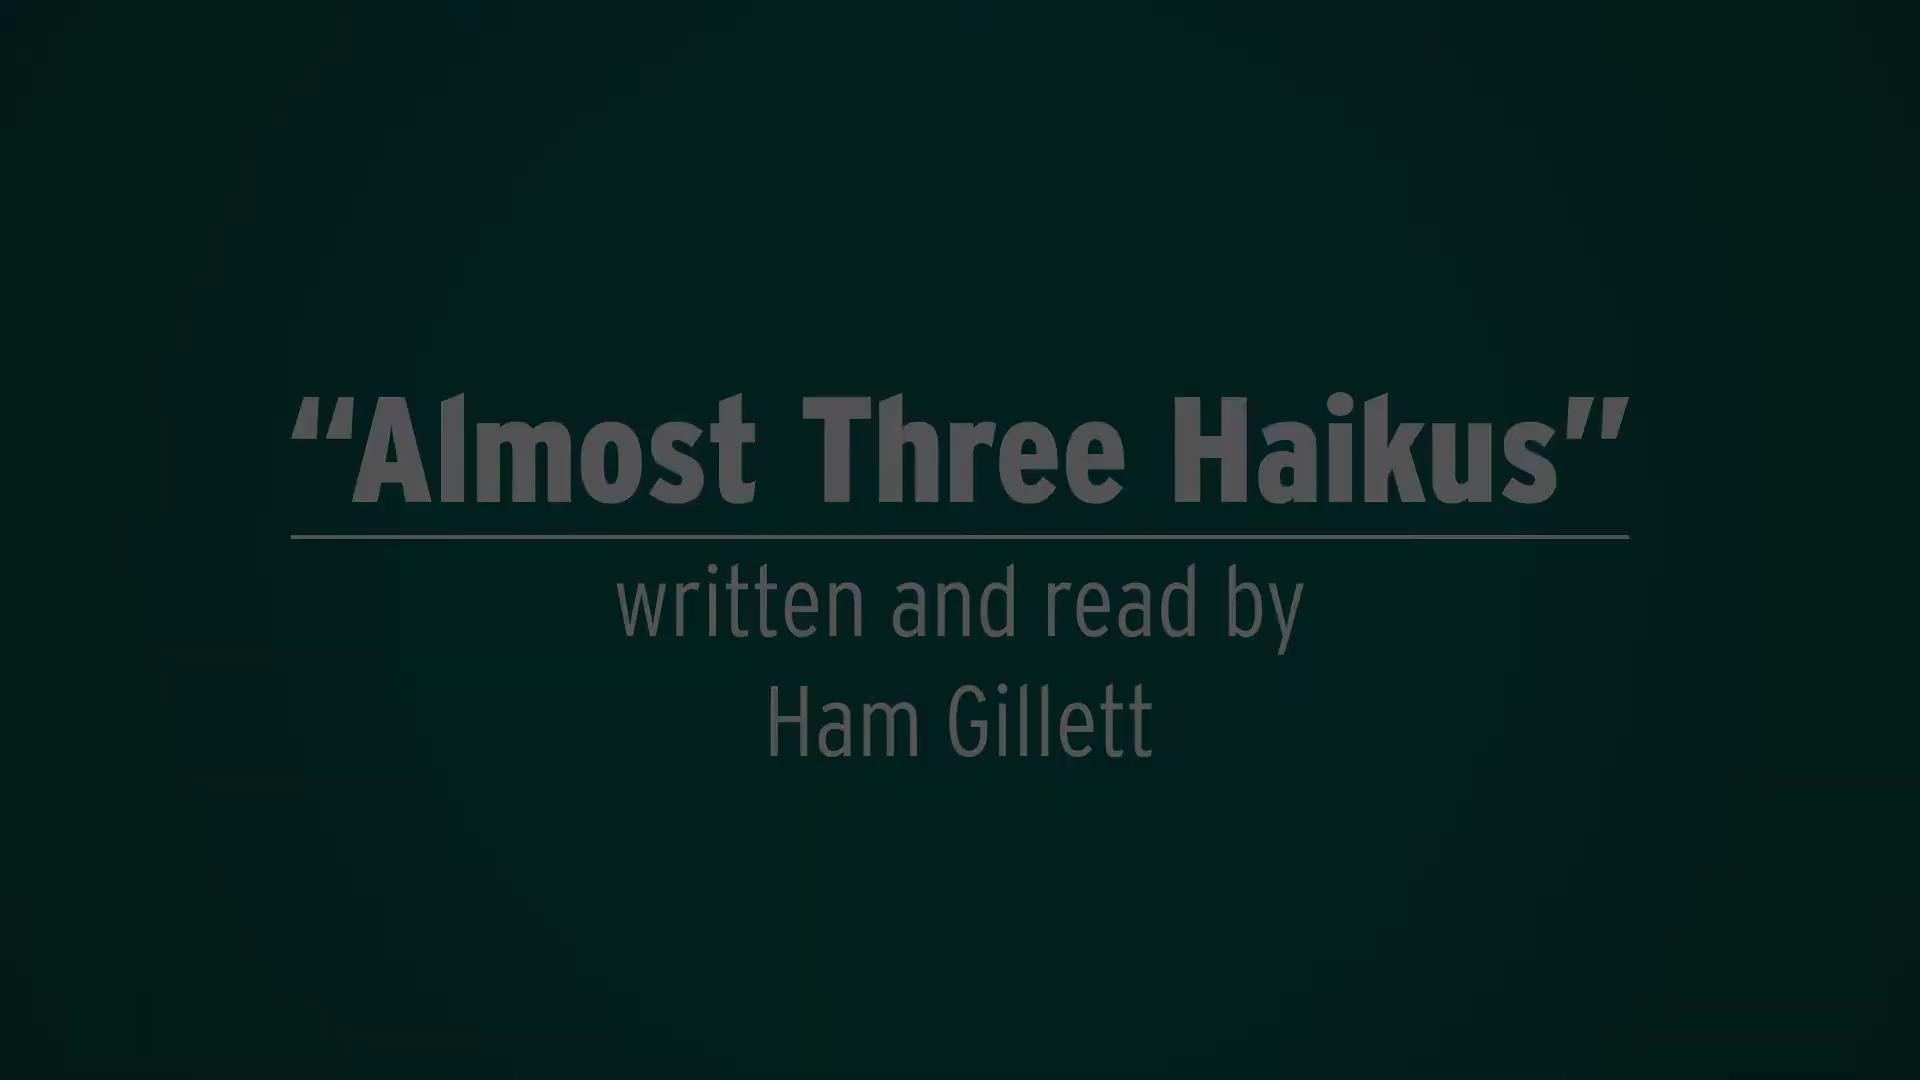 “Almost Three Haikus”
written and read by
Ham Gillett